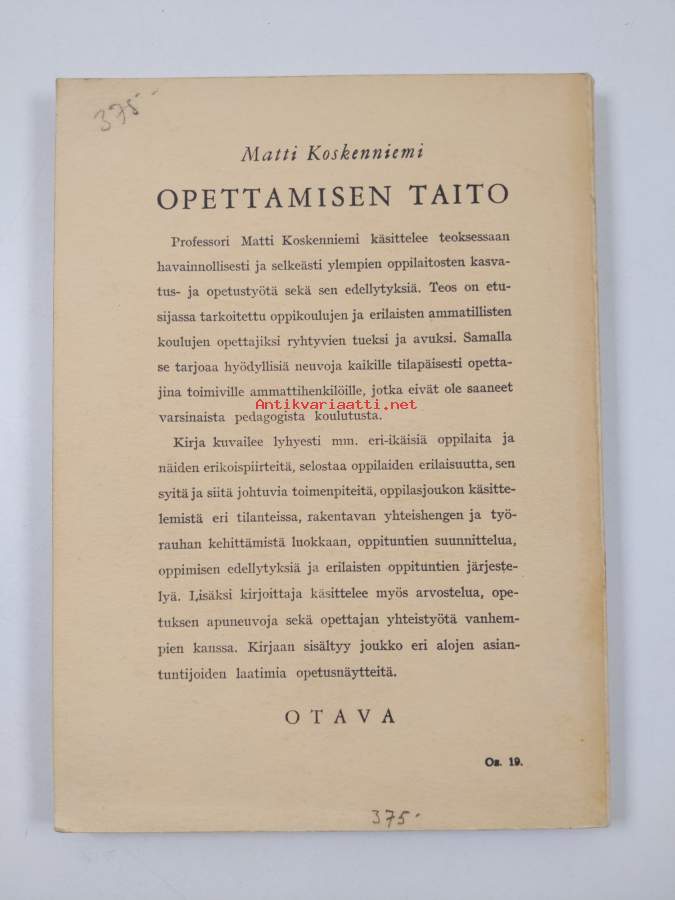 375.-
Matti Koskenniemi
OPETTAMISEN TAITO
Professori Matti Koskenniemi käsittelee teoksessaan
havainnollisesti ja selkeästi ylempien oppilaitosten kasva-
tus- ja opetustyötä sekä sen edellytyksiä. Teos on etu-
sijassa tarkoitettu oppikoulujen ja erilaisten ammatillisten
koulujen opettajiksi ryhtyvien tueksi ja avuksi. Samalla
se tarjoaa hyödyllisiä neuvoja kaikille tilapäisesti opetta-
jina toimiville ammattihenkilöille, jotka eivät ole saaneet
Antikvariaatti.net
varsinaista pedagogista koulutusta.
Kirja kuvailee lyhyesti mm. eri-ikäisiä oppilaita ja
näiden erikoispiirteitä, selostaa oppilaiden erilaisuutta, sen
syitä ja siitä johtuvia toimenpiteitä, oppilasjoukon käsitte-
lemistä eri tilanteissa, rakentavan yhteishengen ja työ-
rauhan kehittämistä luokkaan, oppituntien suunnittelua,
oppimisen edellytyksiä ja erilaisten oppituntien järjeste-
lyä. Lisäksi kirjoittaja käsittelee myös arvostelua, ope-
tuksen apuneuvoja sekä opettajan yhteistyötä vanhem-
pien kanssa. Kirjaan sisältyy joukko eri alojen asian-
tuntijoiden laatimia opetusnäytteitä.
OTAVA
Os. 19.
375.-